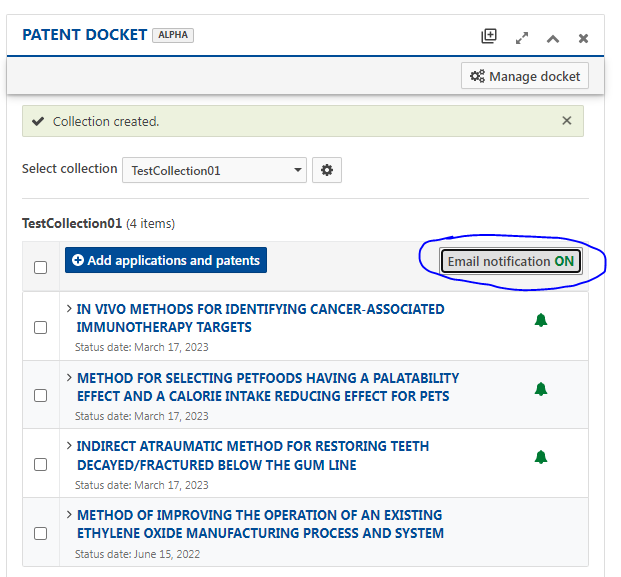 PATENT DOCKET ALPHA
Manage docket
Collection created.
Select collection TestCollection01
TestCollection01 (4 items)
Add applications and patents Email notification ON
IN VIVO METHODS FOR IDENTIFYING CANCER-ASSOCIATED
IMMUNOTHERAPY TARGETS
Status date: March 17, 2023
METHOD FOR SELECTING PETFOODS HAVING A PALATABILITY
EFFECT AND A CALORIE INTAKE REDUCING EFFECT FOR PETS
Status date: March 17, 2023
INDIRECT ATRAUMATIC METHOD FOR RESTORING TEETH
DECAYED/FRACTURED BELOW THE GUM LINE
Status date: March 17, 2023
METHOD OF IMPROVING THE OPERATION OF AN EXISTING
ETHYLENE OXIDE MANUFACTURING PROCESS AND SYSTEM
Status date: June 15, 2022